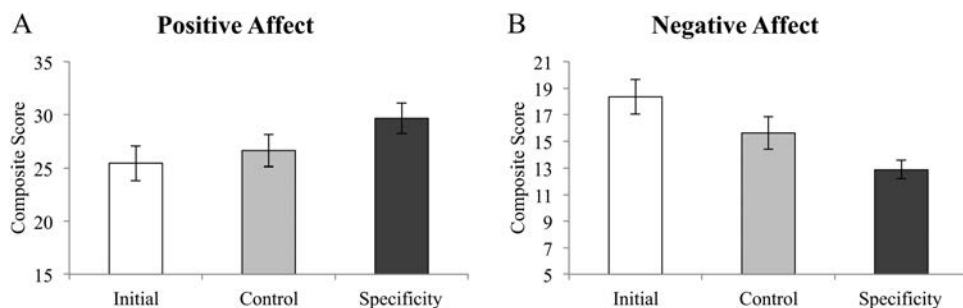 A
Positive Affect
Composite Score
35
30
25
20
15
Initial
Control
Specificity
B
Negative Affect
Composite Score
21
19
17
15
13
11
9
7
5
Initial
Control
Specificity